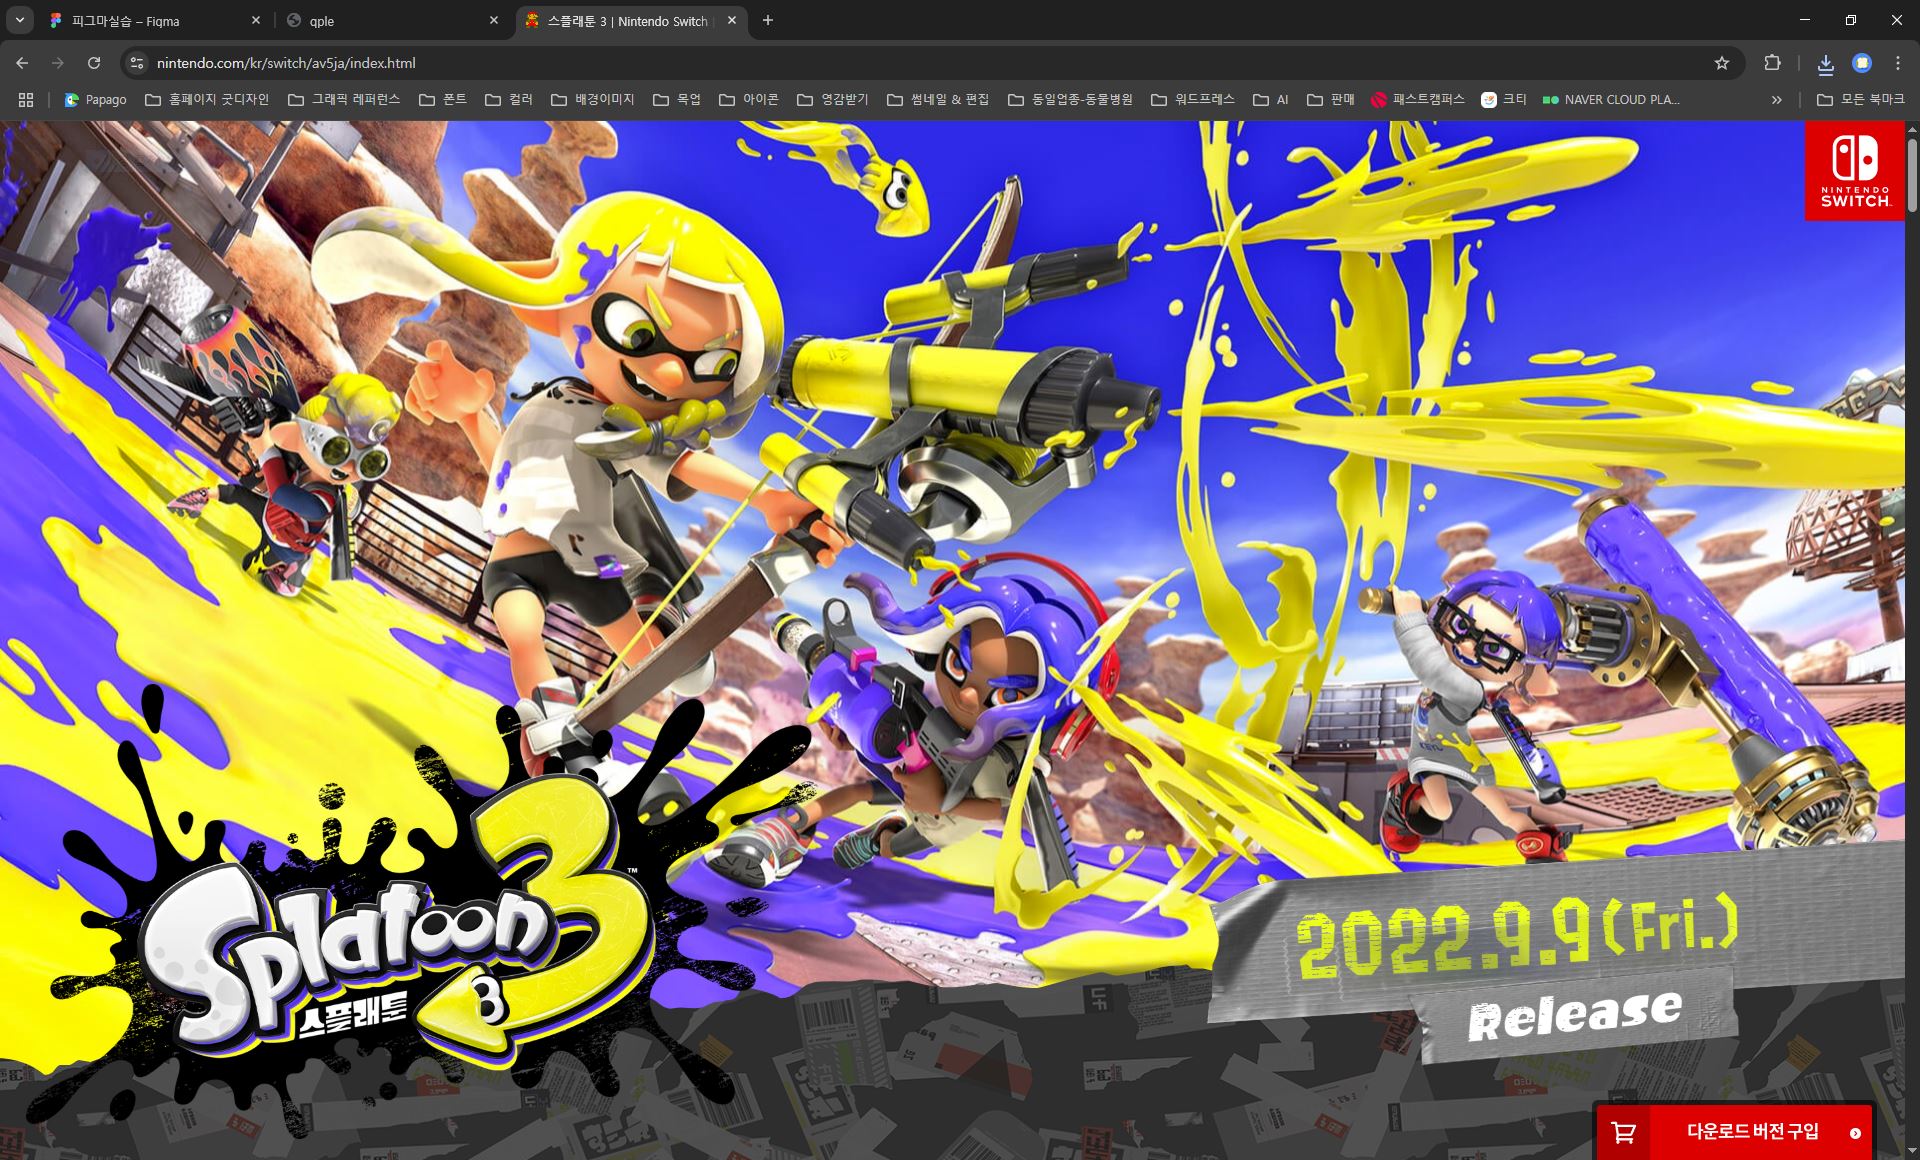 피그마실습 – Figma
qple
스플래툰 3 | Nintendo Switch |
nintendo.com/kr/switch/av5ja/index.html
Papago
홈페이지 굿디자인
그래픽 레퍼런스
폰트
컬러
배경이미지
목업
아이콘
영감받기
썸네일 & 편집
동일업종-동물병원
워드프레스
AI
판매
패스트캠퍼스
크티
NAVER CLOUD PLA...
모든 북마크
NINTENDO
SWITCH
Splatoon 3™
스플래툰
2022.9.9(Fri.)
Release
다운로드 버전 구입